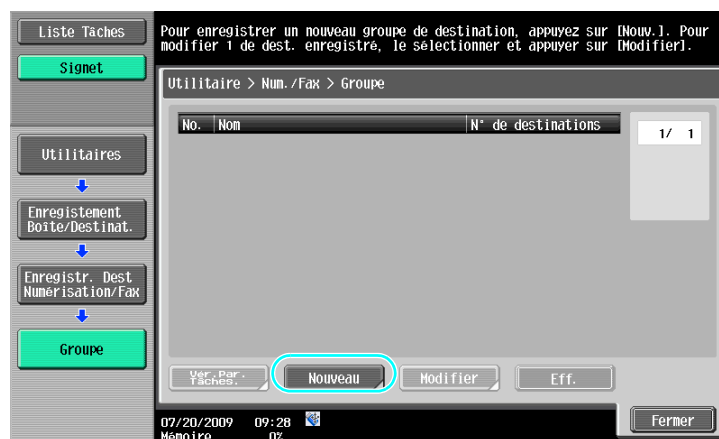 Liste Tâches
Signet
Pour enregistrer un nouveau groupe de destination, appuyez sur [Nouv.]. Pour
modifier 1 de dest. enregistré, le sélectionner et appuyer sur [Modifier].
Utilitaire > Num./Fax > Groupe
No. Nom N° de destinations
1/ 1
Utilitaires
Enregistement
Boîte/Destinat.
Enregistr. Dest
Numérisation/Fax
Groupe
Vér.Par.
Tâches.
Nouveau
Modifier
Eff.
07/20/2009 09:28
Mémoire 0%
Fermer